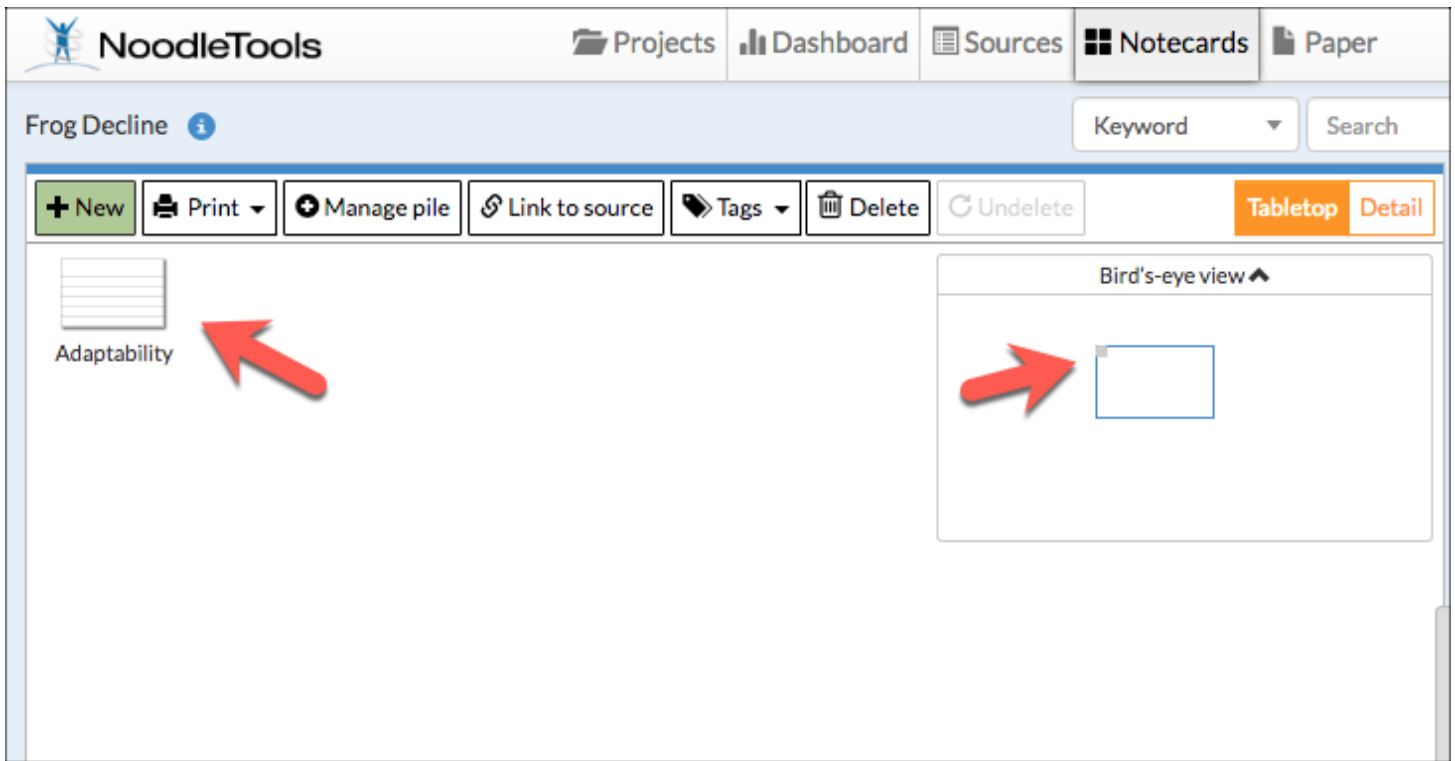 NoodleTools Projects Dashboard Sources Notecards Paper
Frog Decline Keyword Search
New Print Manage pile Link to source Tags Delete Undelete Tabletop Detail
Bird's-eye view
Adaptability